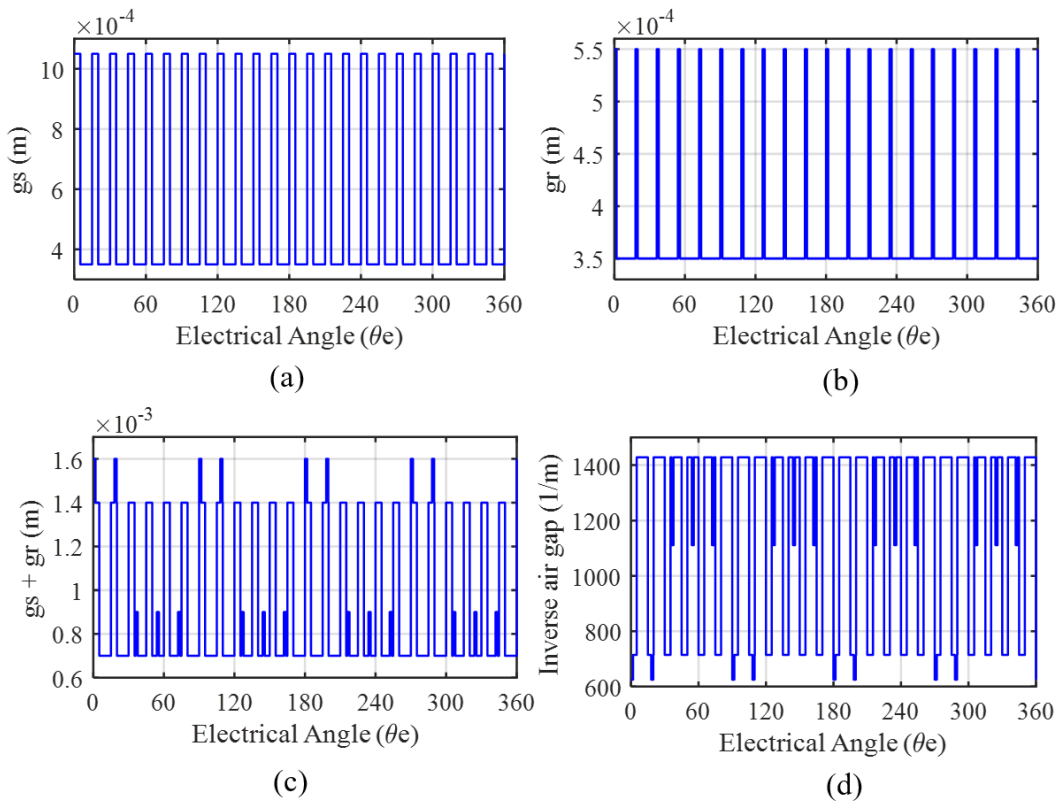 ×10⁻⁴
10
8
6
4
gs (m)
0 60 120 180 240 300 360
Electrical Angle (θe)
(a)
×10⁻⁴
5.5
5
4.5
4
3.5
gr (m)
0 60 120 180 240 300 360
Electrical Angle (θe)
(b)
×10⁻³
1.6
1.4
1.2
1
0.8
0.6
gs + gr (m)
0 60 120 180 240 300 360
Electrical Angle (θe)
(c)
1400
1200
1000
800
600
Inverse air gap (1/m)
0 60 120 180 240 300 360
Electrical Angle (θe)
(d)